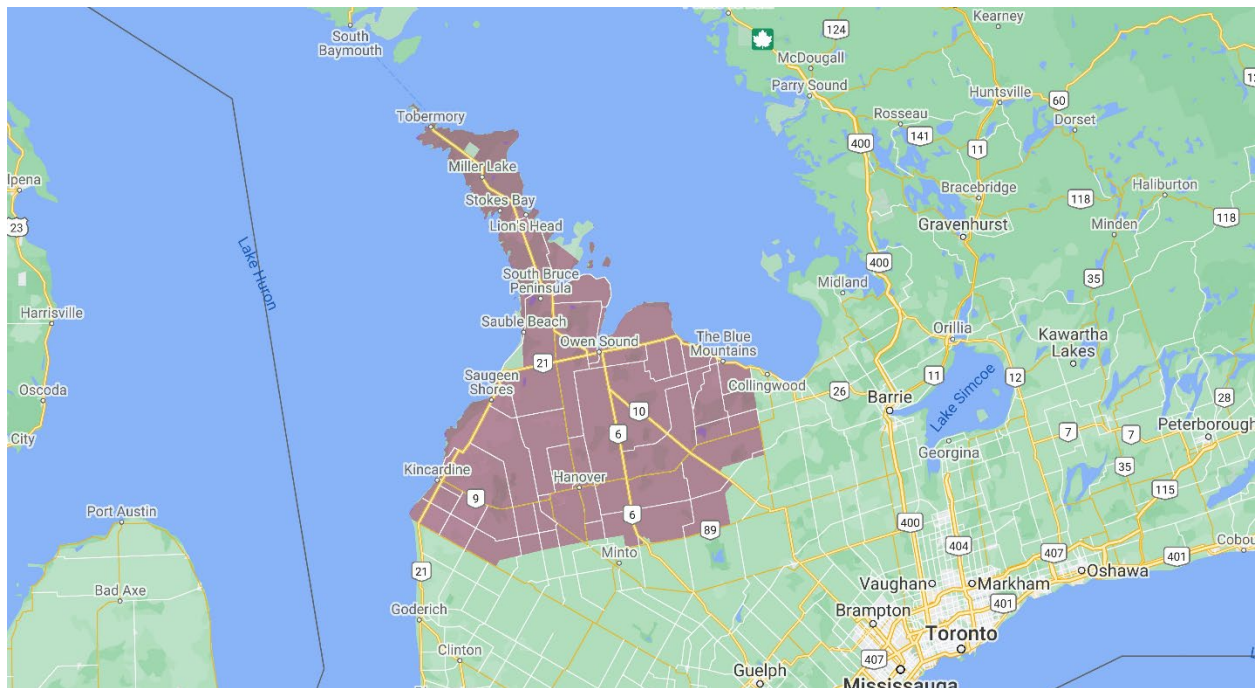 South
Baymouth
124
Kearney
McDougall
Parry Sound
Huntsville
60
Tobermory
Rosseau
141
Dorset
400
11
Miller Lake
lpena
Bracebridge
Haliburton
118
Stokes Bay
Lion's Head
Minden
118
23
Gravenhurst
Lake Huron
400
South Bruce
Peninsula
Midland
35
Harrisville
Sauble Beach
Orillia
Kawartha
Lakes
Owen Sound
The Blue
Mountains
21
Oscoda
Saugeen
Shores
Collingwood
26
11
12
Lake Simcoe
28
Barrie
10
6
7
7
Peterborough
City
Georgina
Kincardine
Hanover
35
9
115
Port Austin
6
89
400
404
407
401
Cobou
Minto
21
Oshawa
Bad Axe
Vaughan
Markham
401
Goderich
Brampton
Toronto
Clinton
407
Guelph
Mississauga